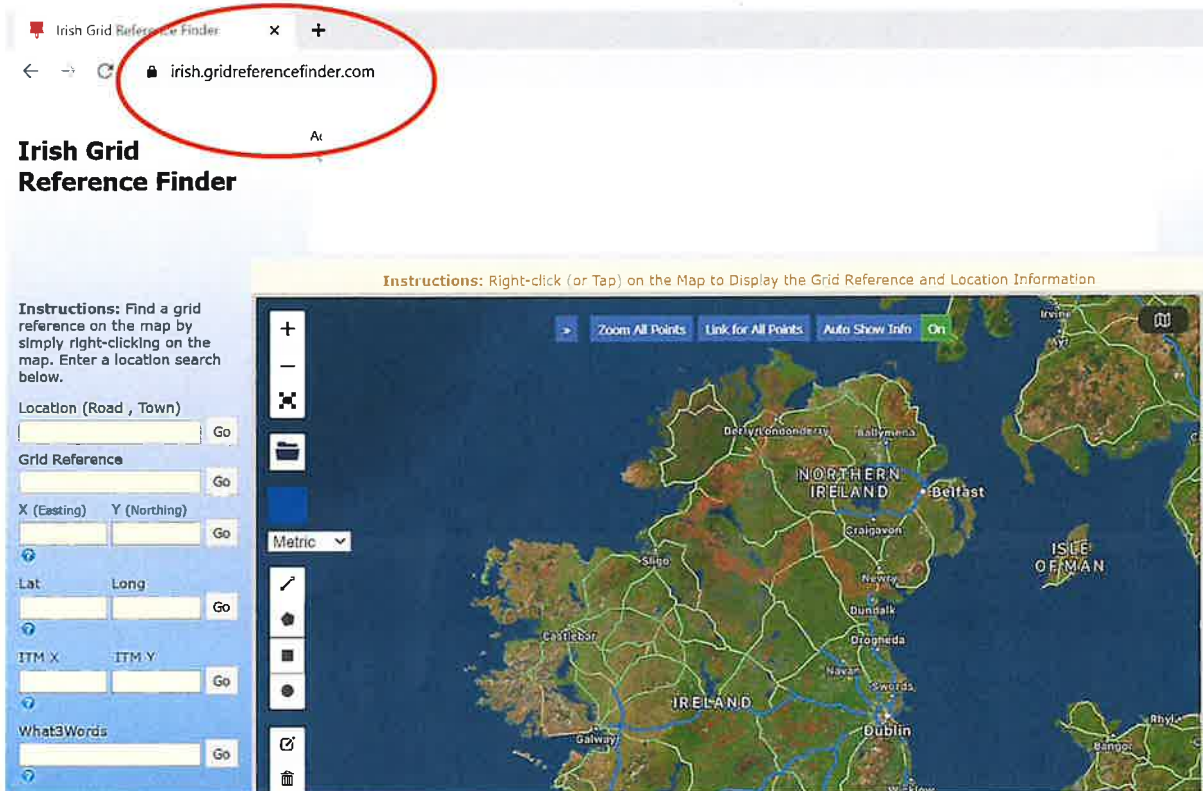 Irish Grid Reference Finder × +
irish.gridreferencefinder.com
Irish Grid
Reference Finder
Instructions: Right-click (or Tap) on the Map to Display the Grid Reference and Location Information
Instructions: Find a grid
reference on the map by
simply right-clicking on the
map. Enter a location search
below.
Location (Road , Town)
Go
Grid Reference
Go
X (Easting) Y (Northing)
Go
Lat Long
Go
ITM X ITM Y
Go
What3Words
Go
+
−
Metric
» Zoom All Points Link for All Points Auto Show Info On
Irvine
Derry/Londonderry
Ballymena
NORTHERN
IRELAND
Belfast
Craigavon
ISLE
OF MAN
Sligo
Newry
Dundalk
Castlebar
Drogheda
Navan
Swords
IRELAND
Dublin
Galway
Rhyl
Bangor
Wicklow